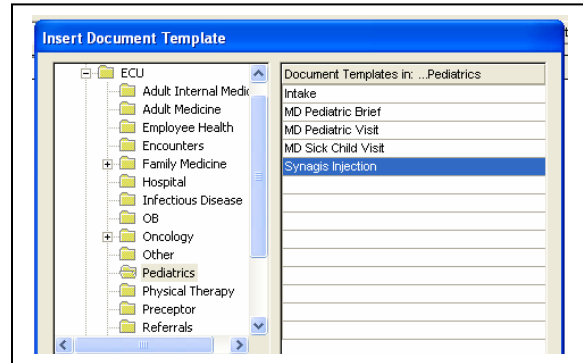 Insert Document Template
ECU
Adult Internal Medic
Adult Medicine
Employee Health
Encounters
Family Medicine
Hospital
Infectious Disease
OB
Oncology
Other
Pediatrics
Physical Therapy
Preceptor
Referrals
Document Templates in: ...Pediatrics
Intake
MD Pediatric Brief
MD Pediatric Visit
MD Sick Child Visit
Synagis Injection